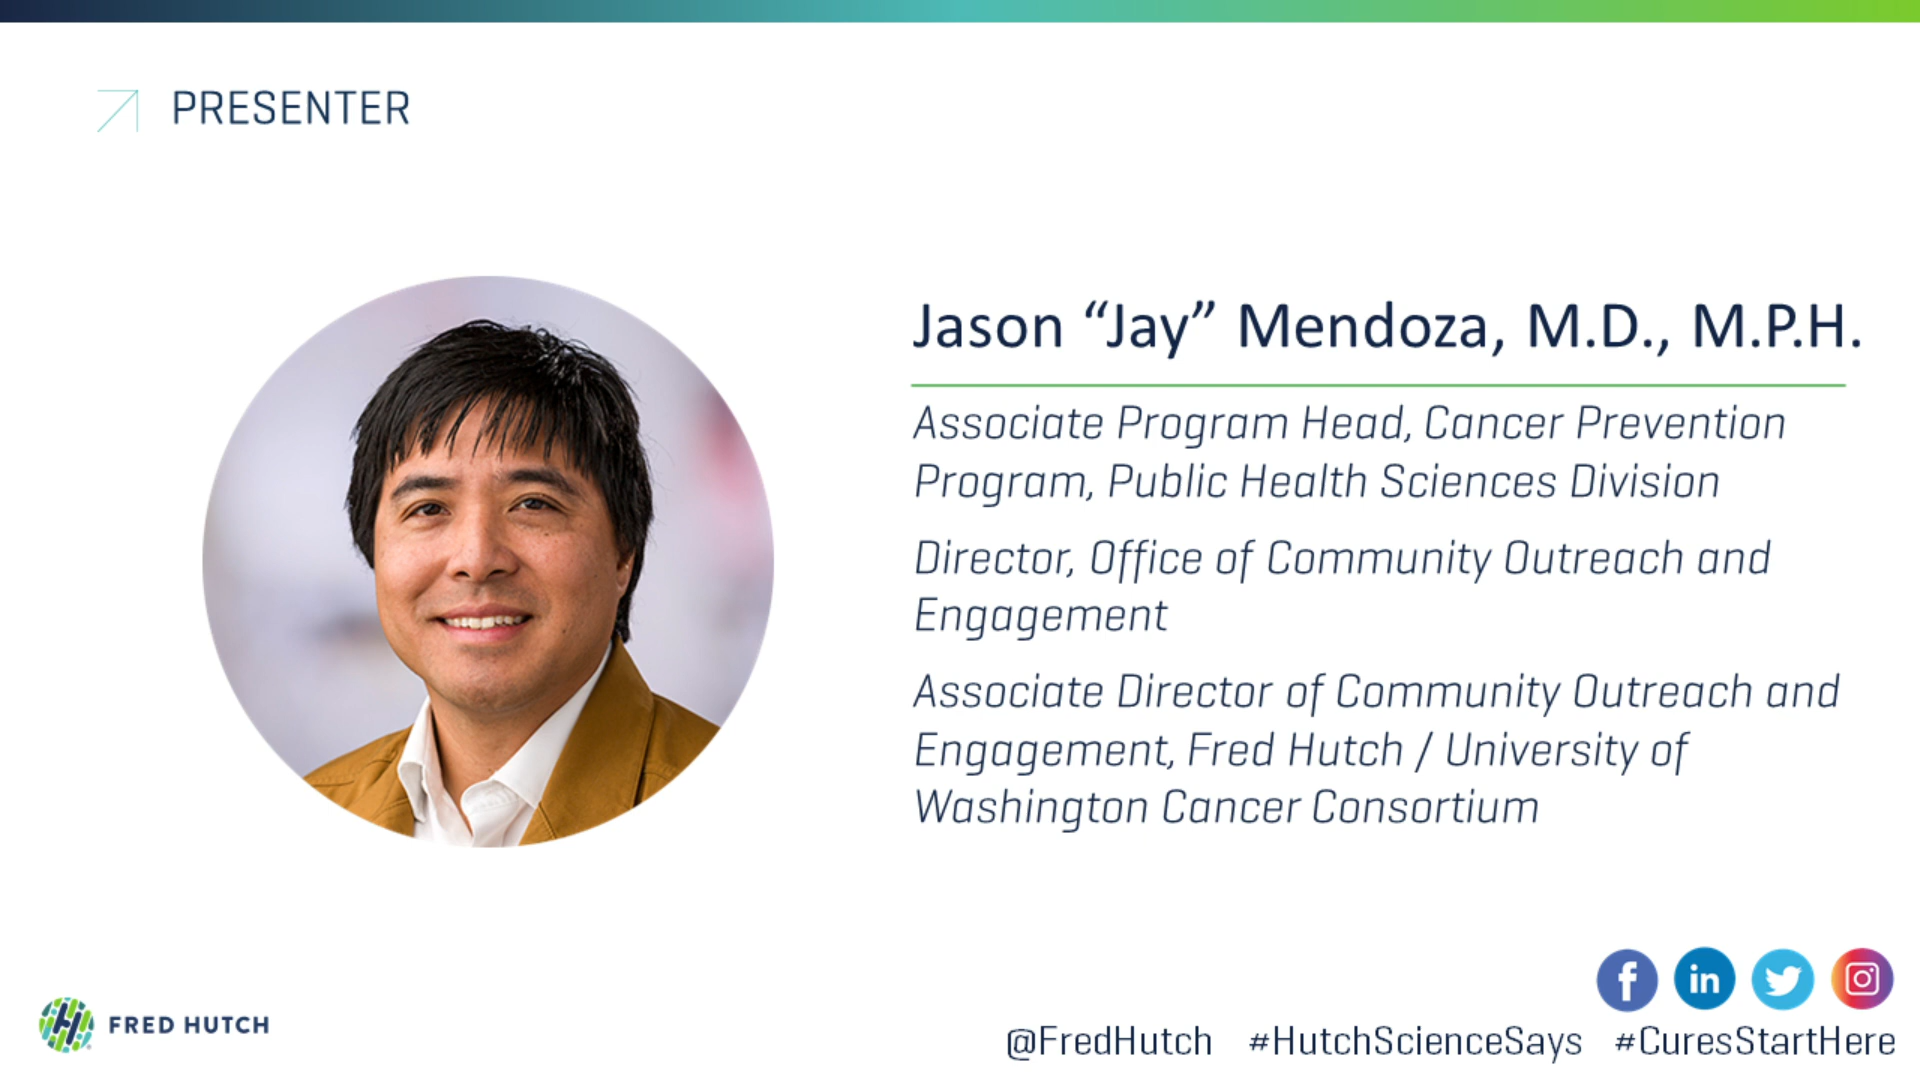 PRESENTER
Jason “Jay” Mendoza, M.D., M.P.H.
Associate Program Head, Cancer Prevention
Program, Public Health Sciences Division
Director, Office of Community Outreach and
Engagement
Associate Director of Community Outreach and
Engagement, Fred Hutch / University of
Washington Cancer Consortium
FRED HUTCH
@FredHutch #HutchScienceSays #CuresStartHere